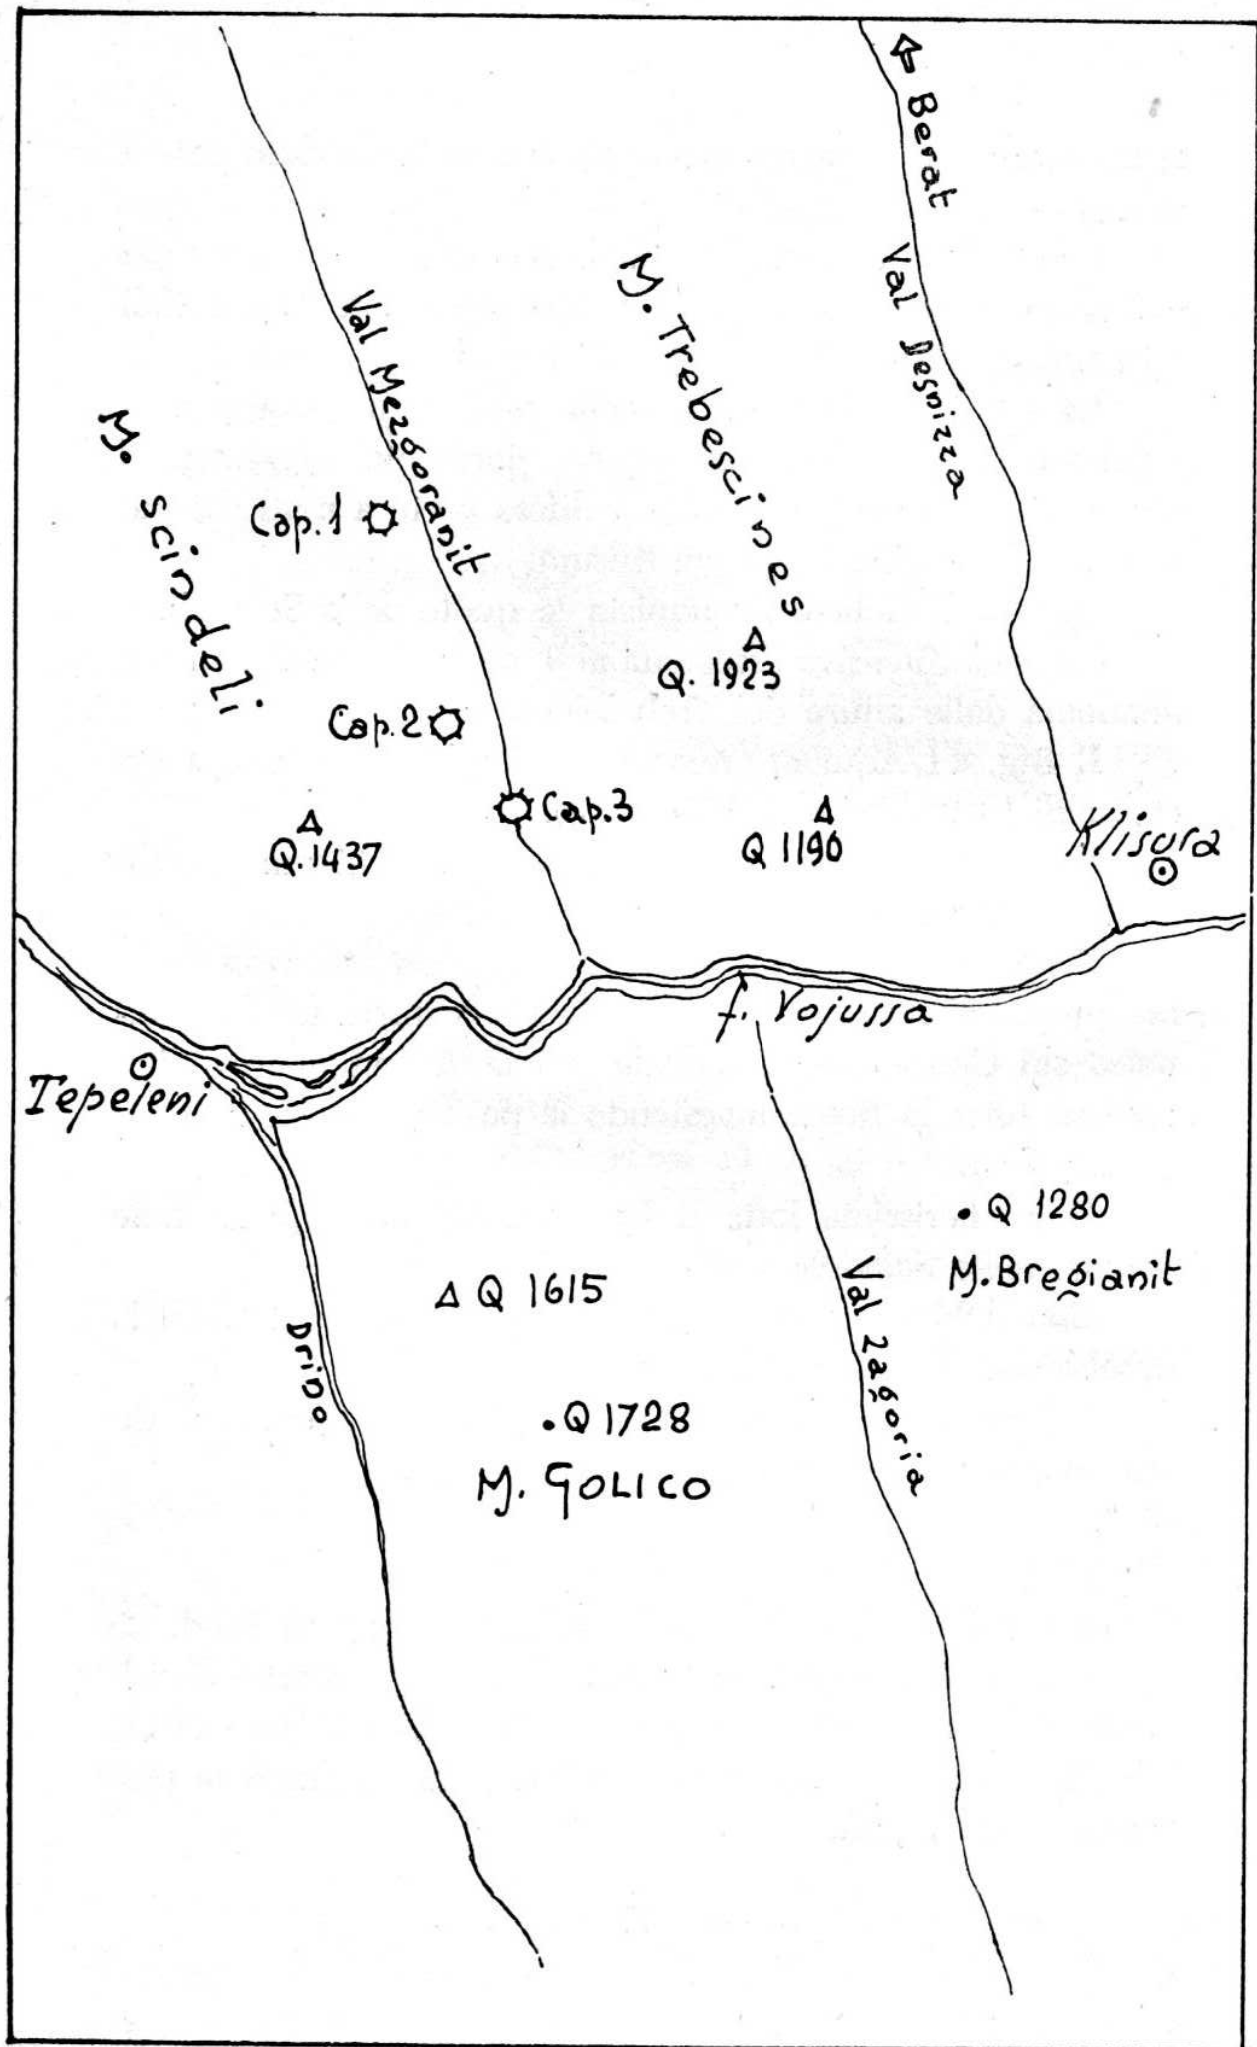 Berat
Val Desnizza
M. Trebescines
Val Mezgoranit
M. scindeli
Cap. 1
Q. 1923
Cap. 2
Cap. 3
Q. 1437
Q 1190
Klisura
f. Vojussa
Tepeleni
Q 1280
M. Bregianit
Q 1615
Val Zagoria
Drino
Q 1728
M. GOLICO